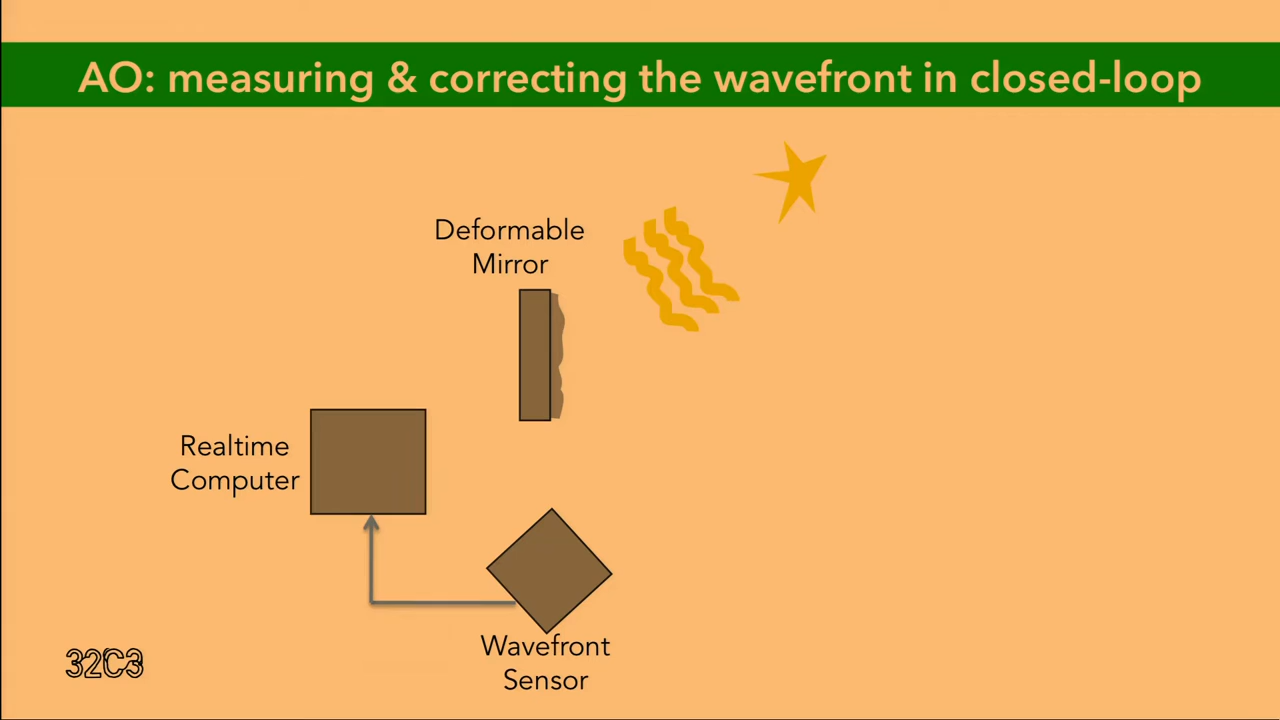 AO: measuring & correcting the wavefront in closed-loop
Deformable
Mirror
Realtime
Computer
Wavefront
Sensor
32C3